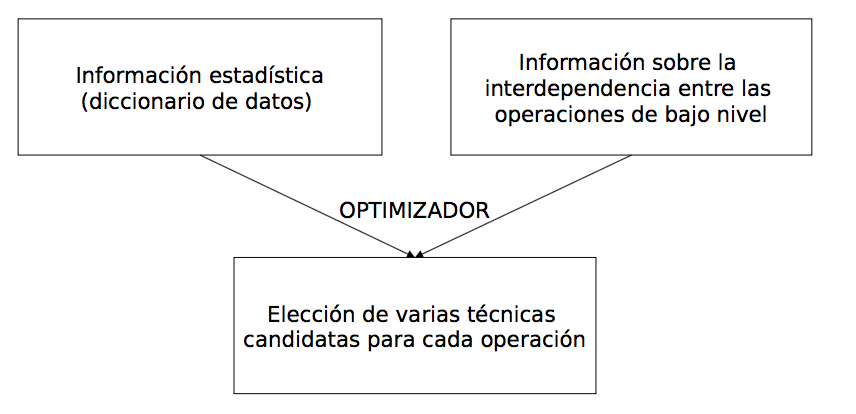 Información estadística
(diccionario de datos)
Información sobre la
interdependencia entre las
operaciones de bajo nivel
OPTIMIZADOR
Elección de varias técnicas
candidatas para cada operación